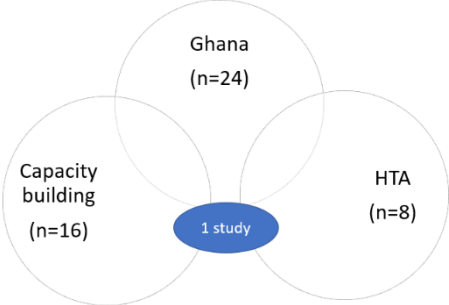 Ghana
(n=24)
Capacity
building
(n=16)
HTA
(n=8)
1 study